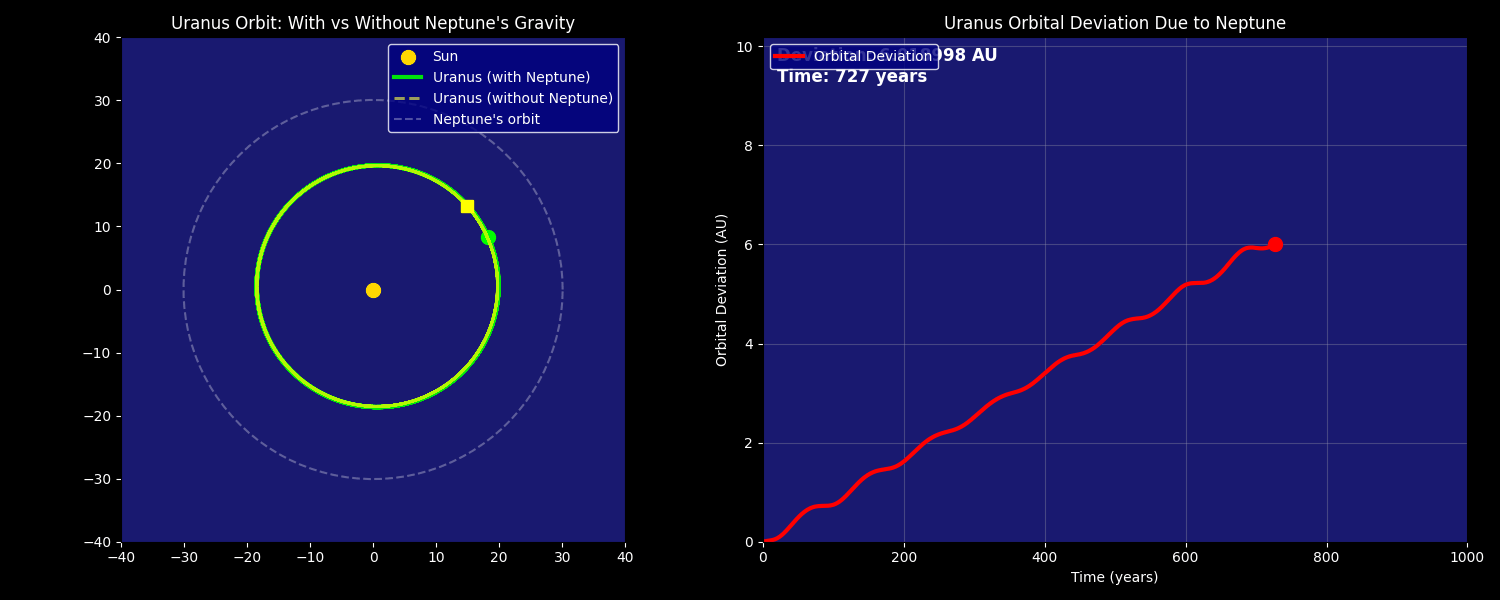 Uranus Orbit: With vs Without Neptune's Gravity
40
30
20
10
0
−10
−20
−30
−40
−40 −30 −20 −10 0 10 20 30 40
Sun
Uranus (with Neptune)
Uranus (without Neptune)
Neptune's orbit
Uranus Orbital Deviation Due to Neptune
Orbital Deviation (AU)
10
8
6
4
2
0
Deviation: 998 AU
Orbital Deviation
Time: 727 years
0 200 400 600 800 1000
Time (years)